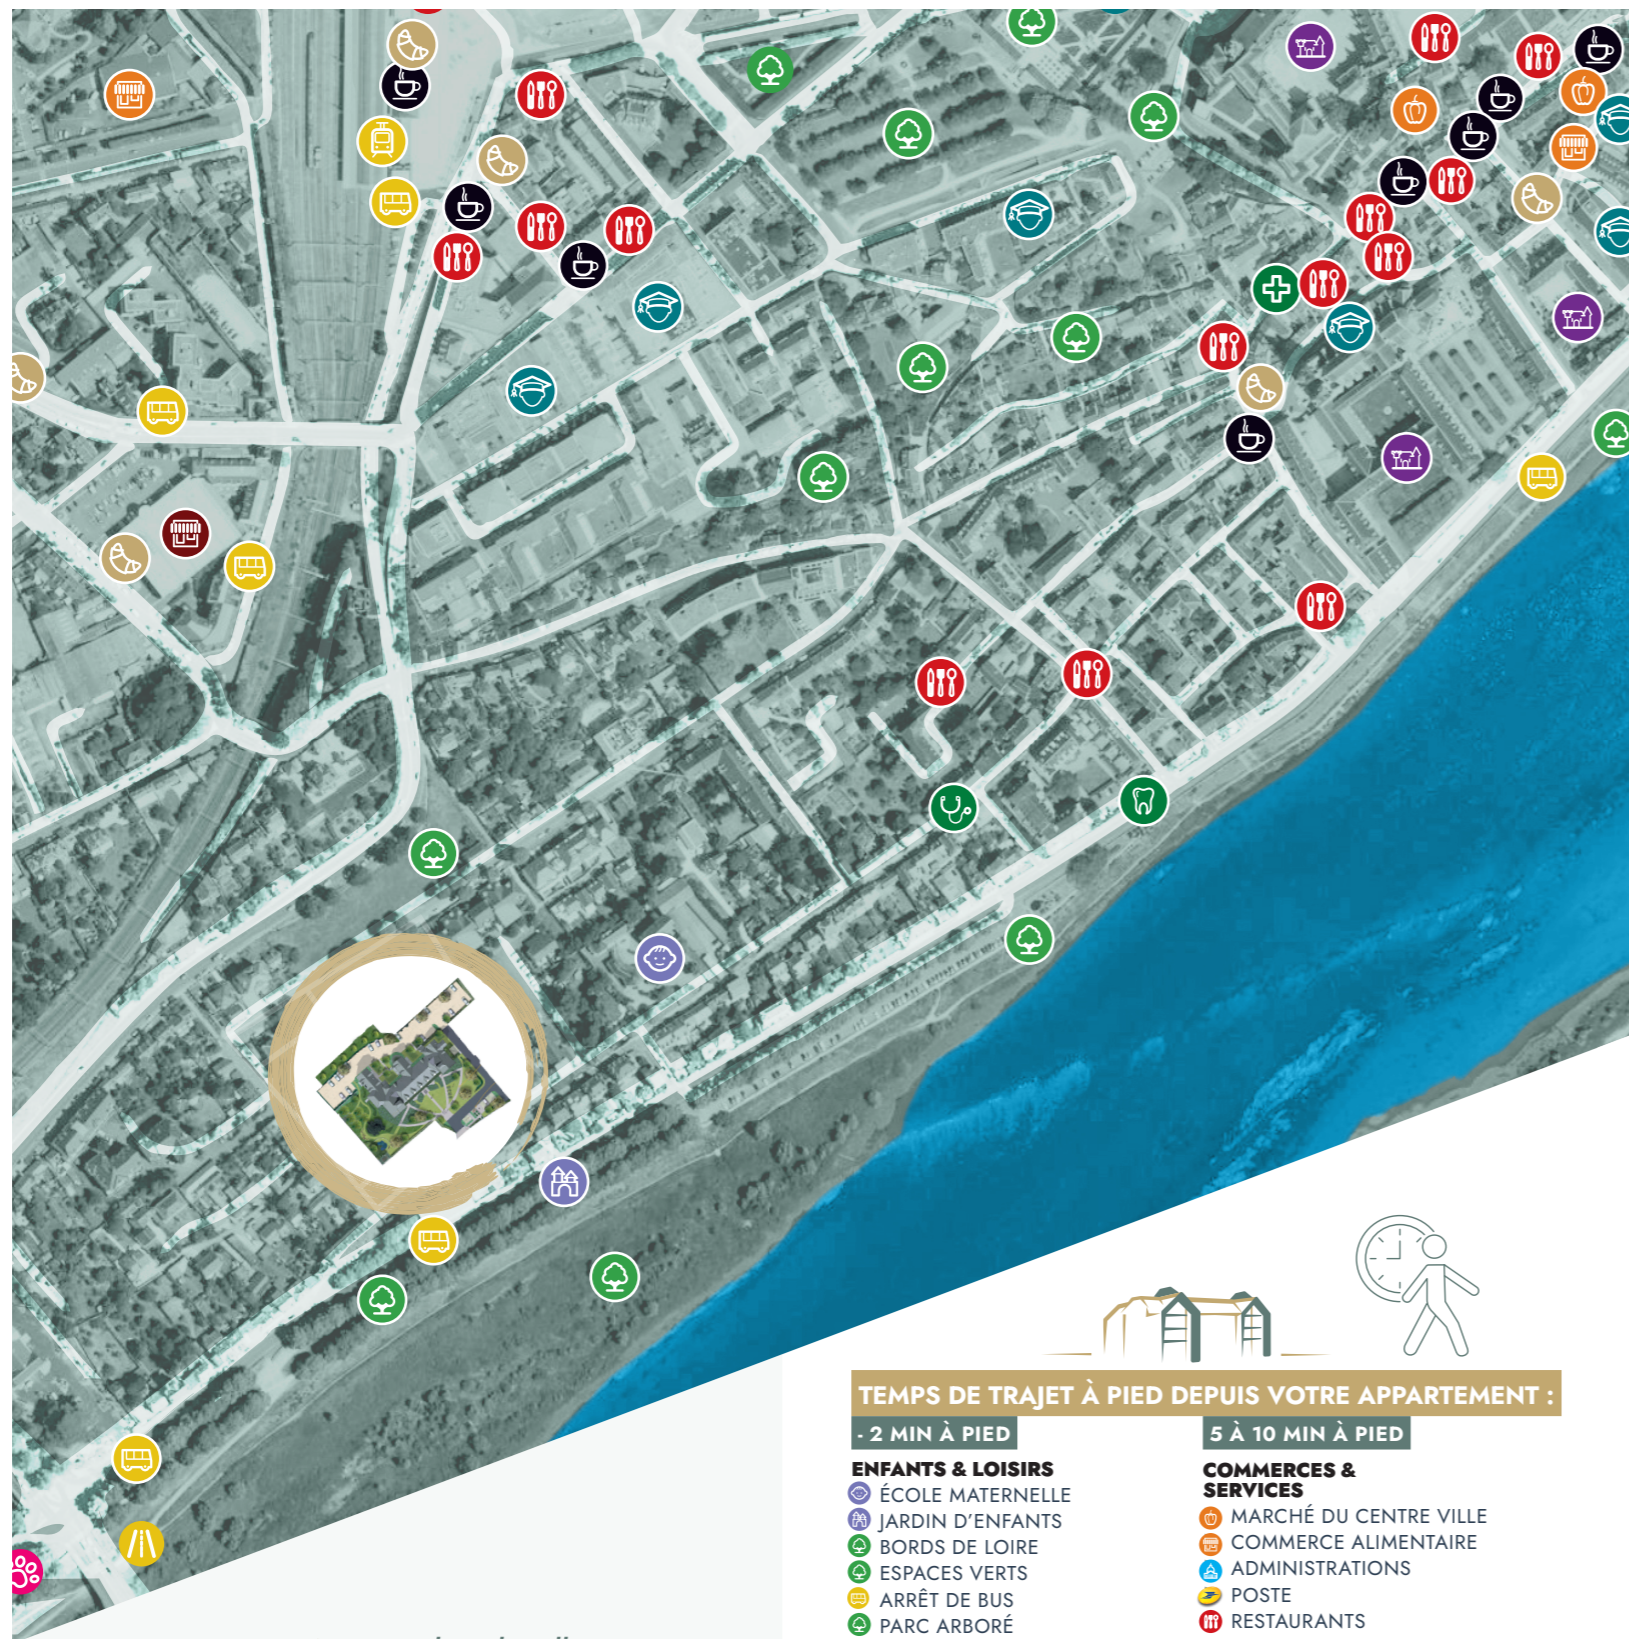 TEMPS DE TRAJET À PIED DEPUIS VOTRE APPARTEMENT :
- 2 MIN À PIED
ENFANTS & LOISIRS
ÉCOLE MATERNELLE
JARDIN D'ENFANTS
BORDS DE LOIRE
ESPACES VERTS
ARRÊT DE BUS
PARC ARBORÉ
5 À 10 MIN À PIED
COMMERCES &
SERVICES
MARCHÉ DU CENTRE VILLE
COMMERCE ALIMENTAIRE
ADMINISTRATIONS
POSTE
RESTAURANTS